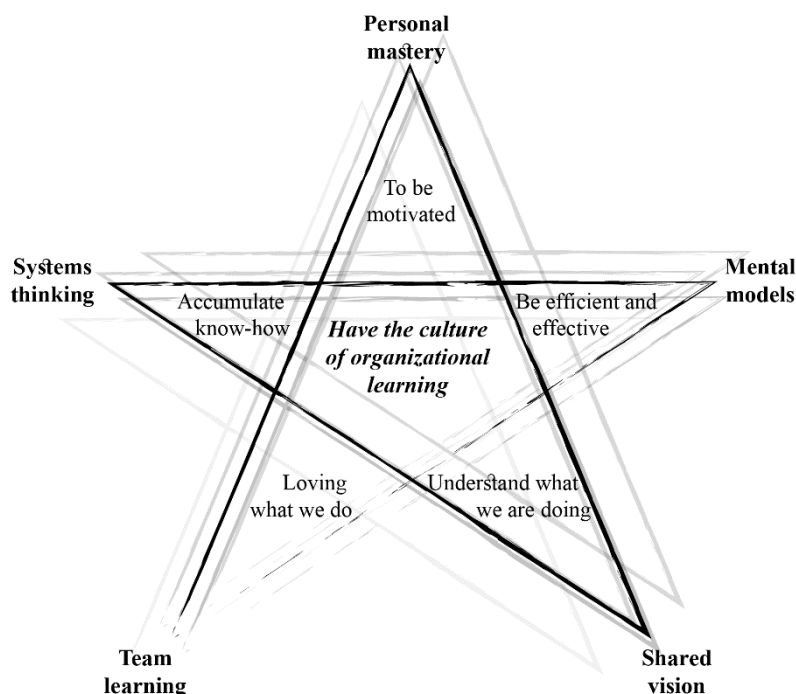 Personal
mastery
To be
motivated
Systems
thinking
Mental
models
Accumulate
know-how
Be efficient and
effective
Have the culture
of organizational
learning
Loving
what we do
Understand what
we are doing
Team
learning
Shared
vision